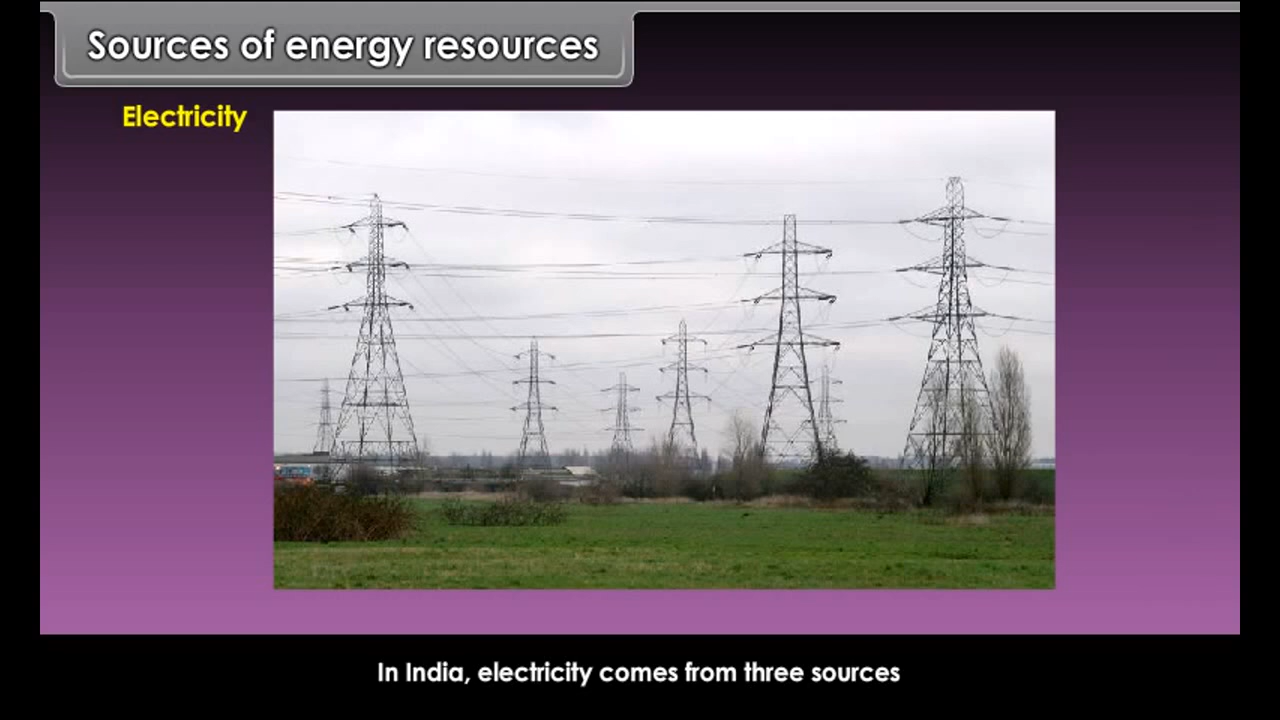 Sources of energy resources
Electricity
In India, electricity comes from three sources